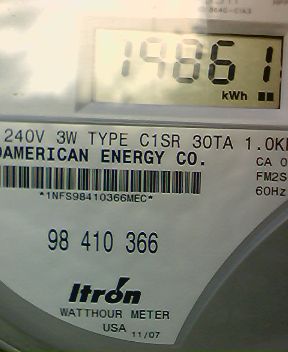 19861
kWh
240V 3W TYPE C1SR 30TA 1.0K
AMERICAN ENERGY CO.
CA 0
FM2S
60Hz
*1NFS98410366MEC*
98 410 366
Itron
WATTHOUR METER
USA 11/07